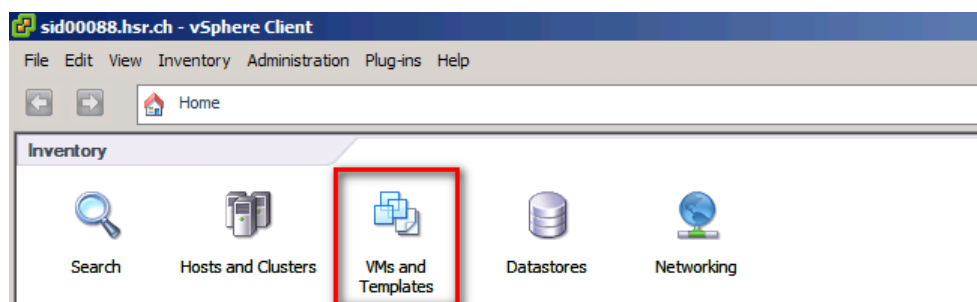 sid00088.hsr.ch - vSphere Client
File Edit View Inventory Administration Plug-ins Help
Home
Inventory
Search Hosts and Clusters VMs and Templates Datastores Networking